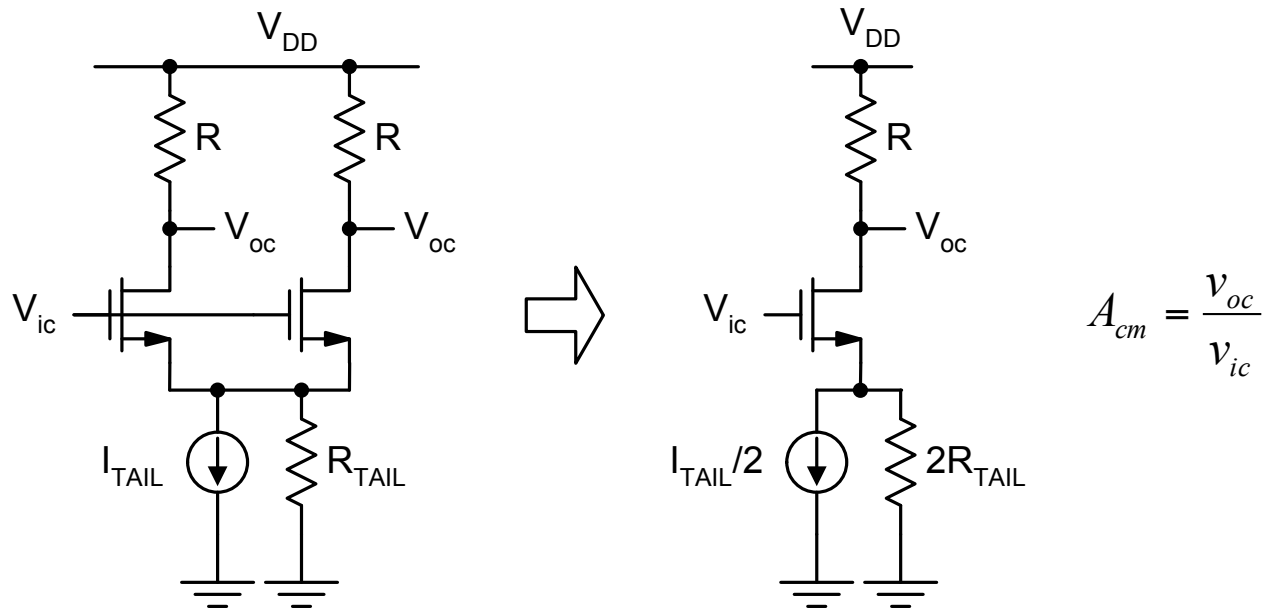 V_DD
V_DD
R
R
R
V_oc
V_oc
V_oc
V_ic
V_ic
A_cm = v_oc / v_ic
I_TAIL
R_TAIL
I_TAIL/2
2R_TAIL